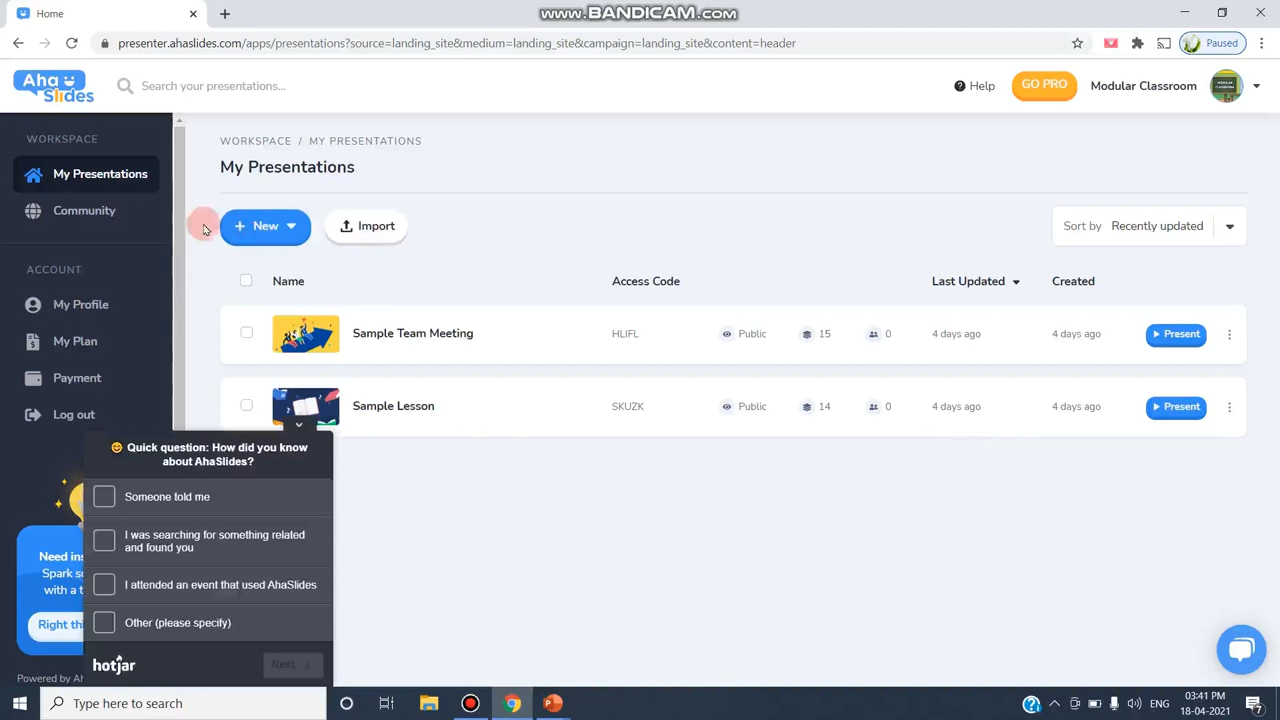 Home
www.BANDICAM.com
presenter.ahaslides.com/apps/presentations?source=landing_site&medium=landing_site&campaign=landing_site&content=header
Paused
Aha Slides
Search your presentations...
Help
GO PRO
Modular Classroom
WORKSPACE
My Presentations
Community
ACCOUNT
My Profile
My Plan
Payment
Log out
WORKSPACE / MY PRESENTATIONS
My Presentations
+ New
Import
Sort by Recently updated
Name Access Code Last Updated Created
Sample Team Meeting HLIFL Public 15 0 4 days ago 4 days ago Present
Sample Lesson SKUZK Public 14 0 4 days ago 4 days ago Present
Quick question: How did you know
about AhaSlides?
Someone told me
I was searching for something related
and found you
I attended an event that used AhaSlides
Other (please specify)
hotjar
Next
Need
Spark
with a
Right
Powered by
Type here to search
ENG
03:41 PM
18-04-2021
7